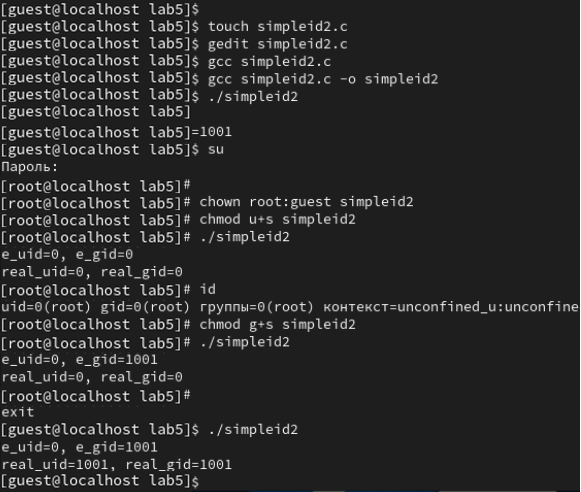 [guest@localhost lab5]$
[guest@localhost lab5]$ touch simpleid2.c
[guest@localhost lab5]$ gedit simpleid2.c
[guest@localhost lab5]$ gcc simpleid2.c
[guest@localhost lab5]$ gcc simpleid2.c -o simpleid2
[guest@localhost lab5]$ ./simpleid2
[guest@localhost lab5]
[guest@localhost lab5]=1001
[guest@localhost lab5]$ su
Пароль:
[root@localhost lab5]#
[root@localhost lab5]# chown root:guest simpleid2
[root@localhost lab5]# chmod u+s simpleid2
[root@localhost lab5]# ./simpleid2
e_uid=0, e_gid=0
real_uid=0, real_gid=0
[root@localhost lab5]# id
uid=0(root) gid=0(root) группы=0(root) контекст=unconfined_u:unconfine
[root@localhost lab5]# chmod g+s simpleid2
[root@localhost lab5]# ./simpleid2
e_uid=0, e_gid=1001
real_uid=0, real_gid=0
[root@localhost lab5]#
exit
[guest@localhost lab5]$ ./simpleid2
e_uid=0, e_gid=1001
real_uid=1001, real_gid=1001
[guest@localhost lab5]$